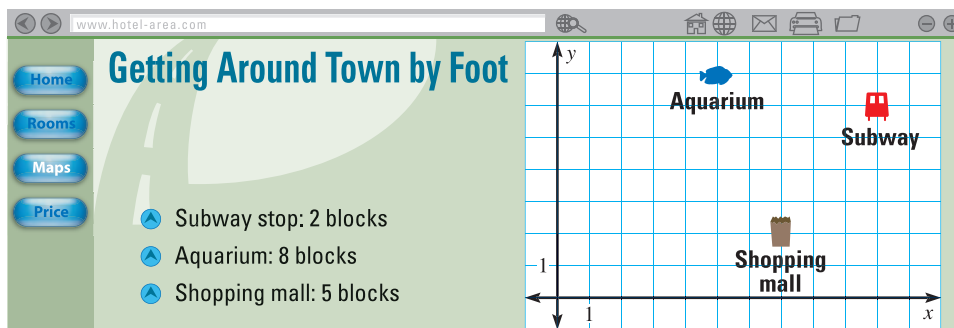 www.hotel-area.com
Home
Rooms
Maps
Price
Getting Around Town by Foot
Subway stop: 2 blocks
Aquarium: 8 blocks
Shopping mall: 5 blocks
y
Aquarium
Subway
Shopping
mall
1
1
x